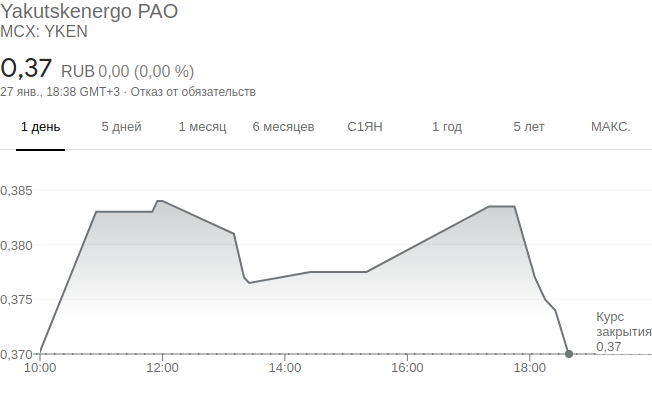 Yakutskenergo PAO
MCX: YKEN
0,37 RUB 0,00 (0,00 %)
27 янв., 18:38 GMT+3 · Отказ от обязательств
1 день 5 дней 1 месяц 6 месяцев С1ЯН 1 год 5 лет МАКС.
0,385
0,380
0,375
0,370
Курс
закрытия
0,37
10:00 12:00 14:00 16:00 18:00